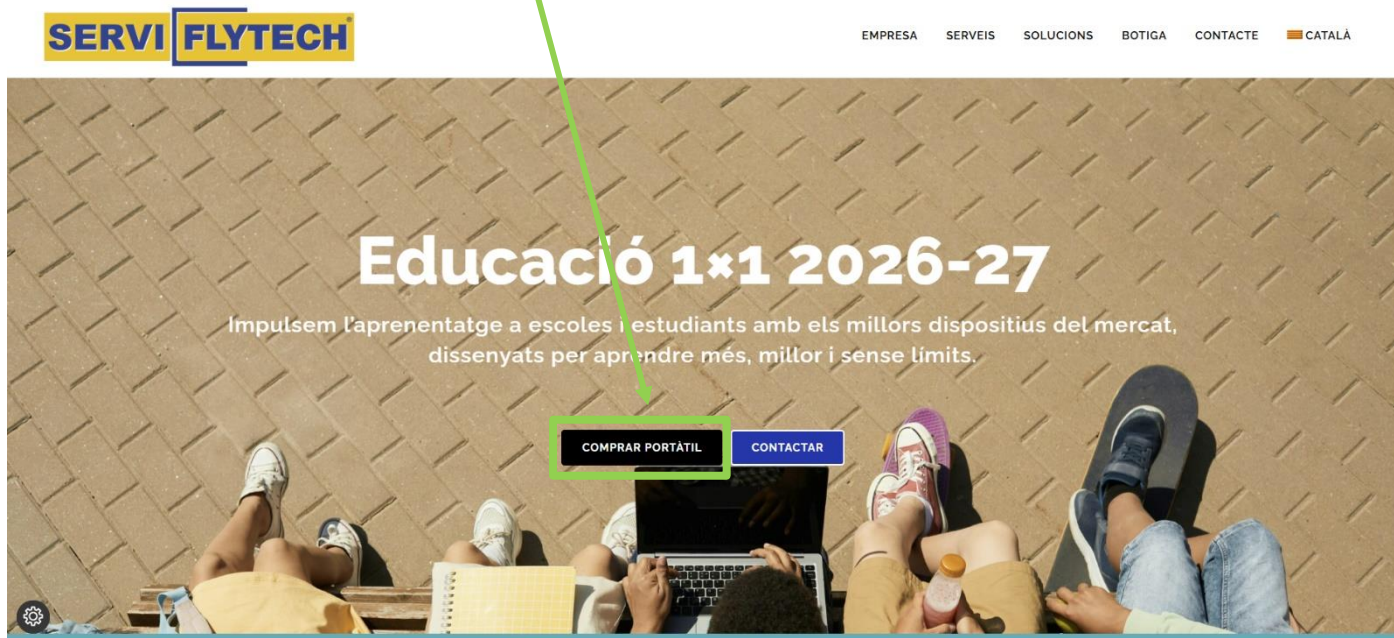 SERVI FLYTECH®
EMPRESA SERVEIS SOLUCIONS BOTIGA CONTACTE CATALÀ
Educació 1×1 2026-27
Impulsem l'aprenentatge a escoles i estudiants amb els millors dispositius del mercat,
dissenyats per aprendre més, millor i sense límits.
COMPRAR PORTÀTIL CONTACTAR